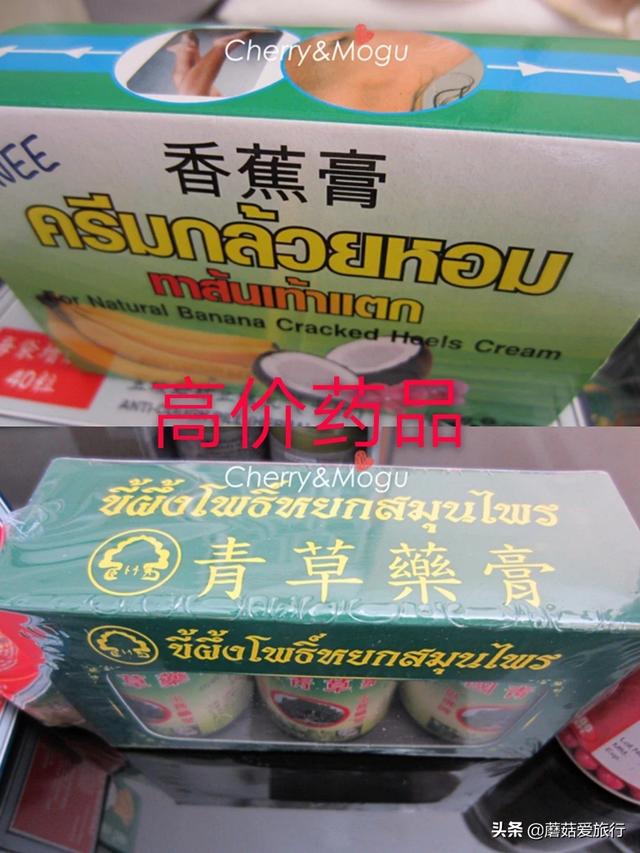 Cherry&Mogu
香蕉膏
ครีมกล้วยหอม
ทาส้นเท้าแตก
For Natural Banana Cracked Heels Cream
40粒
高价药品
Cherry&Mogu
ขี้ผึ้งโพธิ์หยกสมุนไพร
青草藥膏
ขี้ผึ้งโพธิ์หยกสมุนไพร
头条 @蘑菇爱旅行